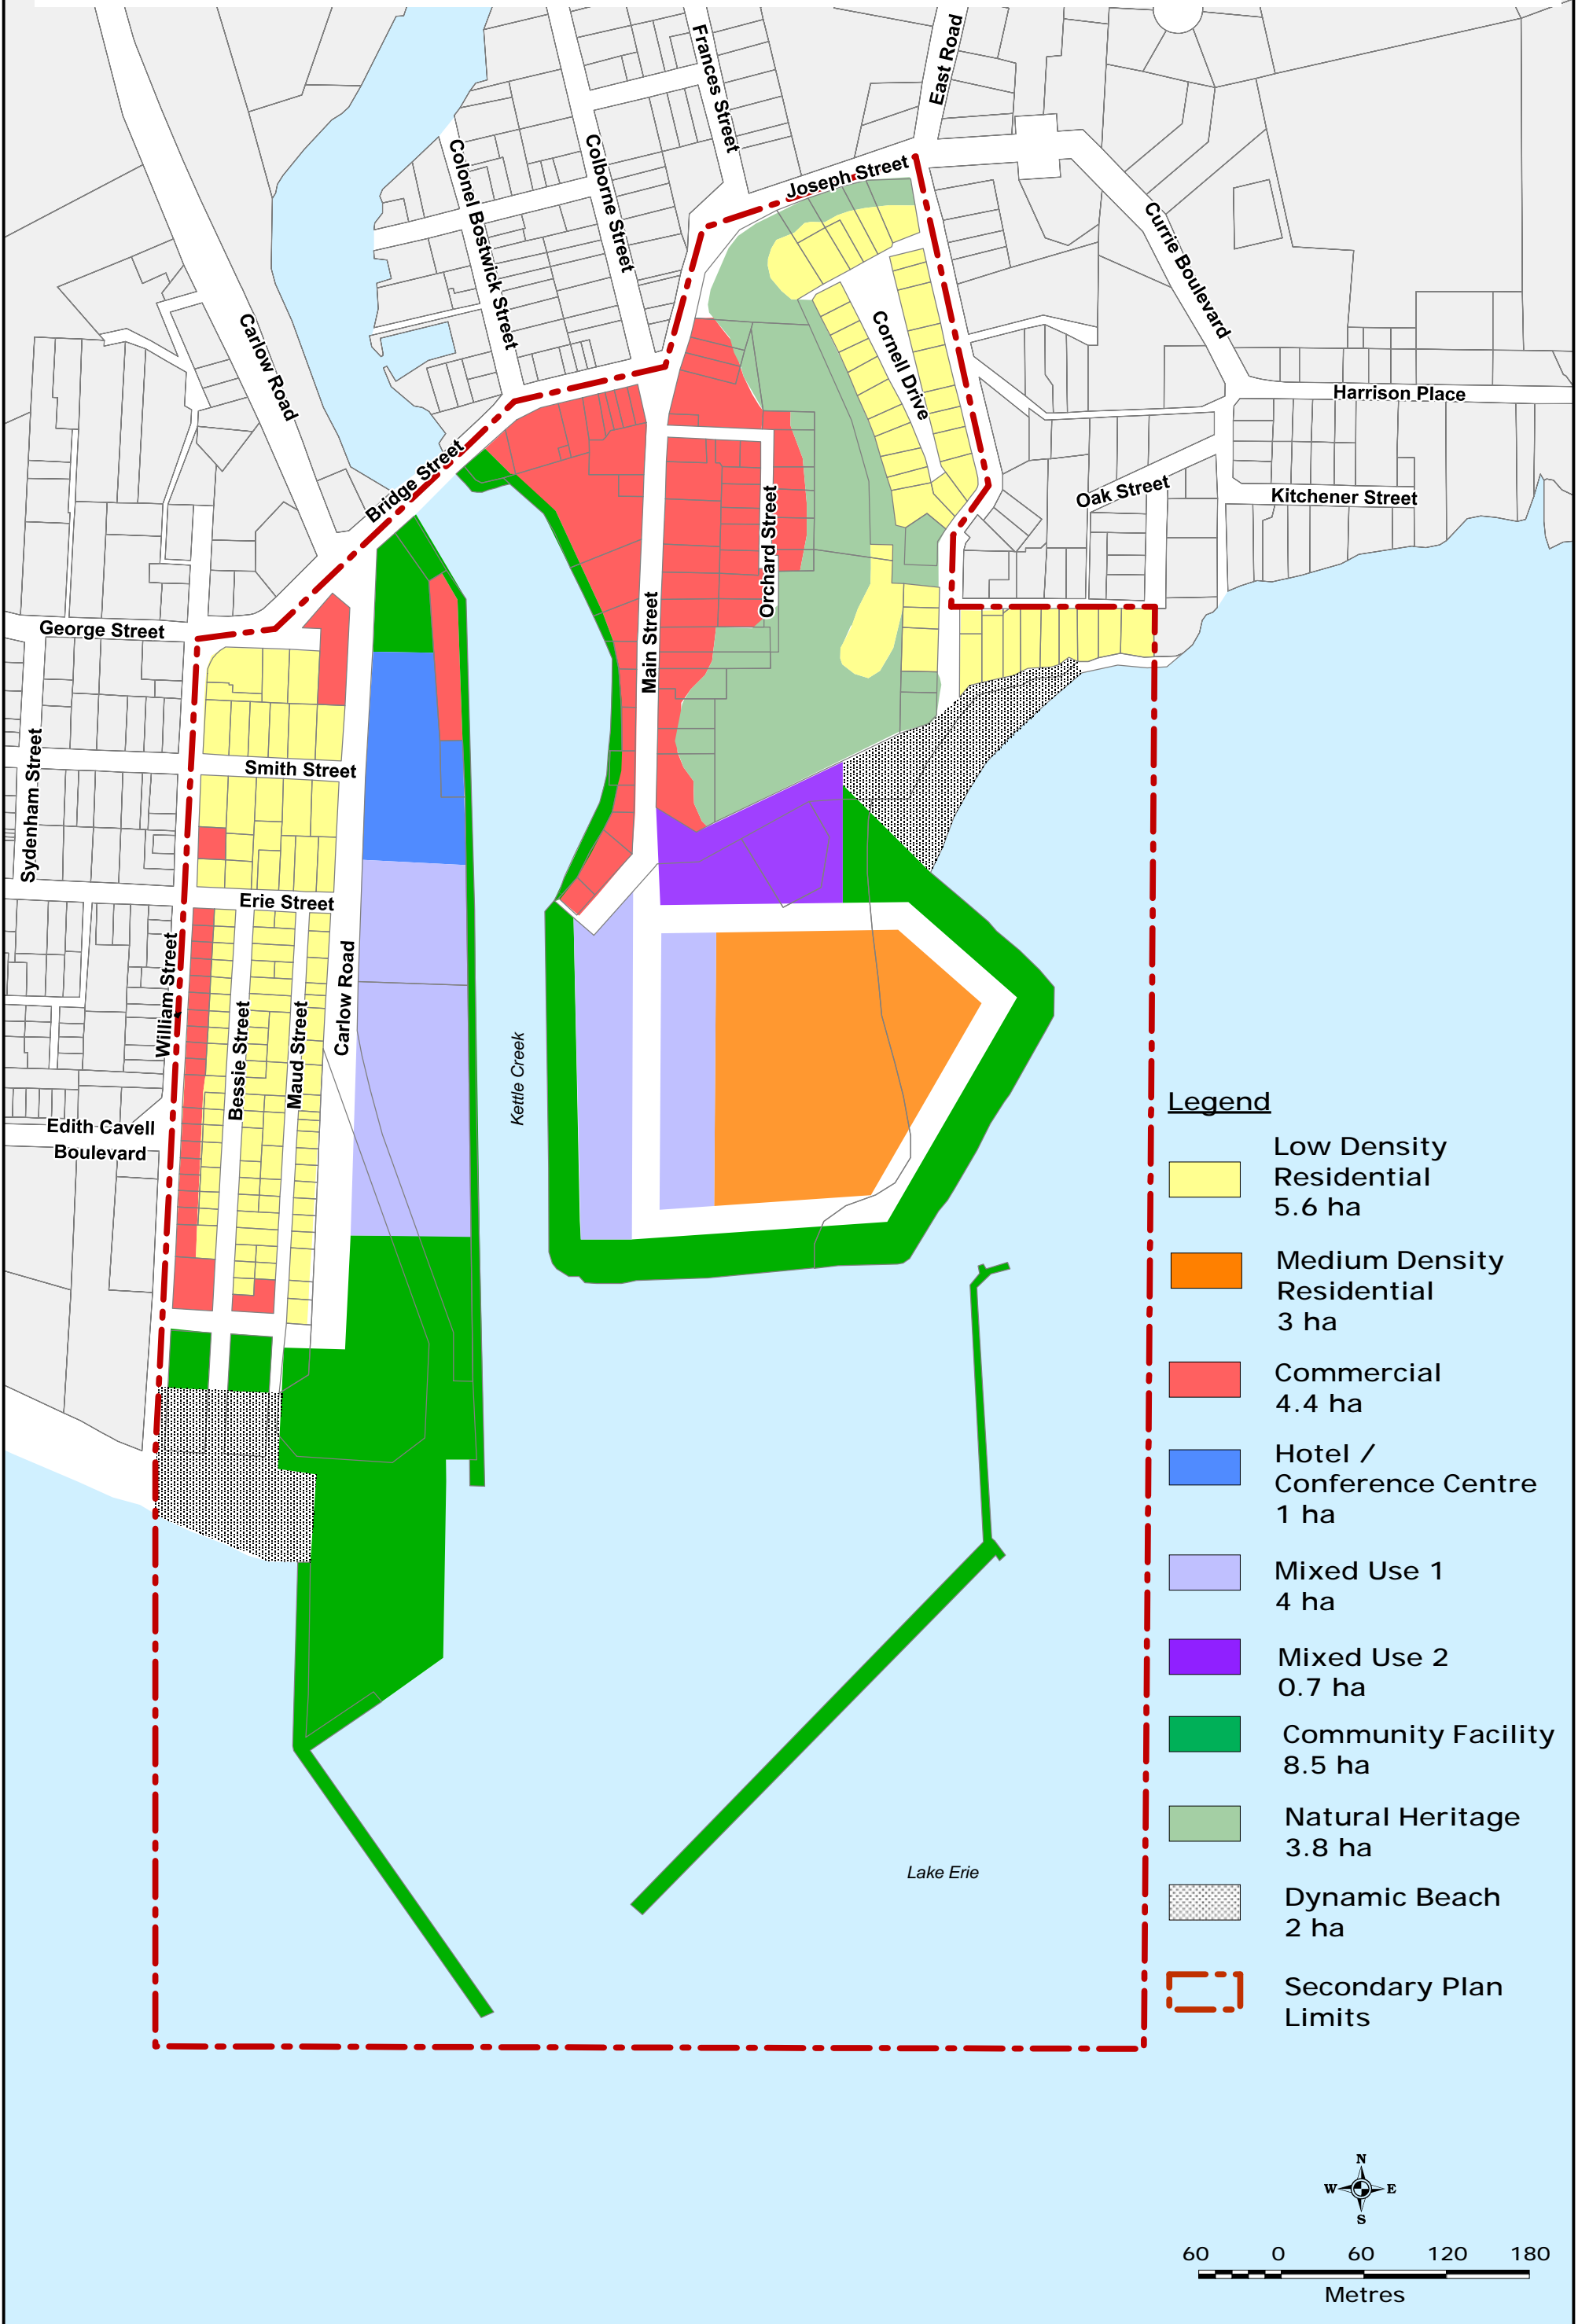 Frances Street
East Road
Colonel Bostwick Street
Colborne Street
Joseph Street
Currie Boulevard
Carlow Road
Cornell Drive
Harrison Place
Bridge Street
Oak Street
Kitchener Street
Orchard Street
George Street
Main Street
Smith Street
Sydenham Street
Erie Street
William Street
Carlow Road
Bessie Street
Maud Street
Kettle Creek
Edith Cavell
Boulevard
Lake Erie
Legend
Low Density
Residential
5.6 ha
Medium Density
Residential
3 ha
Commercial
4.4 ha
Hotel /
Conference Centre
1 ha
Mixed Use 1
4 ha
Mixed Use 2
0.7 ha
Community Facility
8.5 ha
Natural Heritage
3.8 ha
Dynamic Beach
2 ha
Secondary Plan
Limits
N
W E
S
60 0 60 120 180
Metres